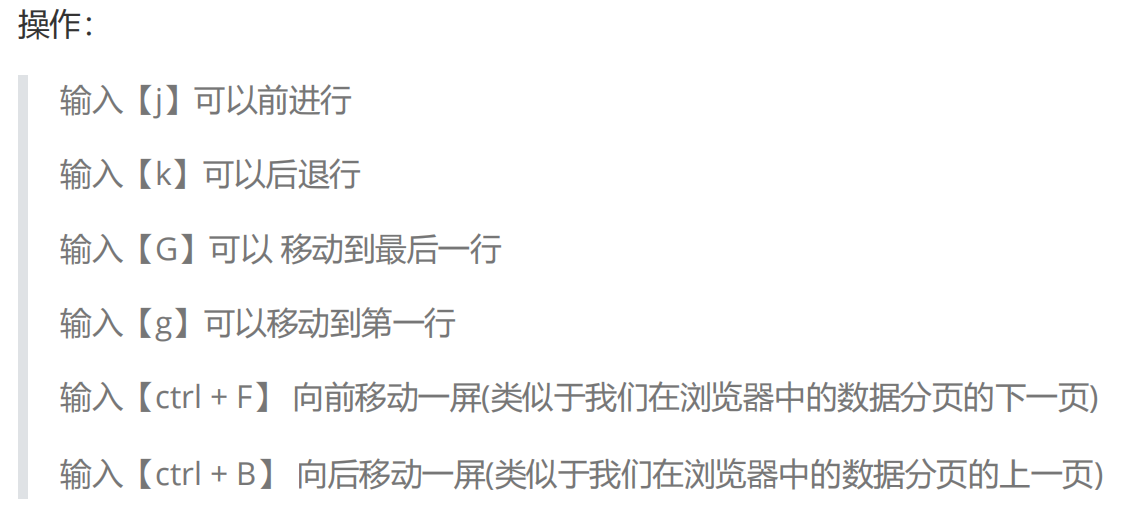 操作：
输入【j】可以前进行
输入【k】可以后退行
输入【G】可以 移动到最后一行
输入【g】可以移动到第一行
输入【ctrl + F】 向前移动一屏(类似于我们在浏览器中的数据分页的下一页)
输入【ctrl + B】 向后移动一屏(类似于我们在浏览器中的数据分页的上一页)